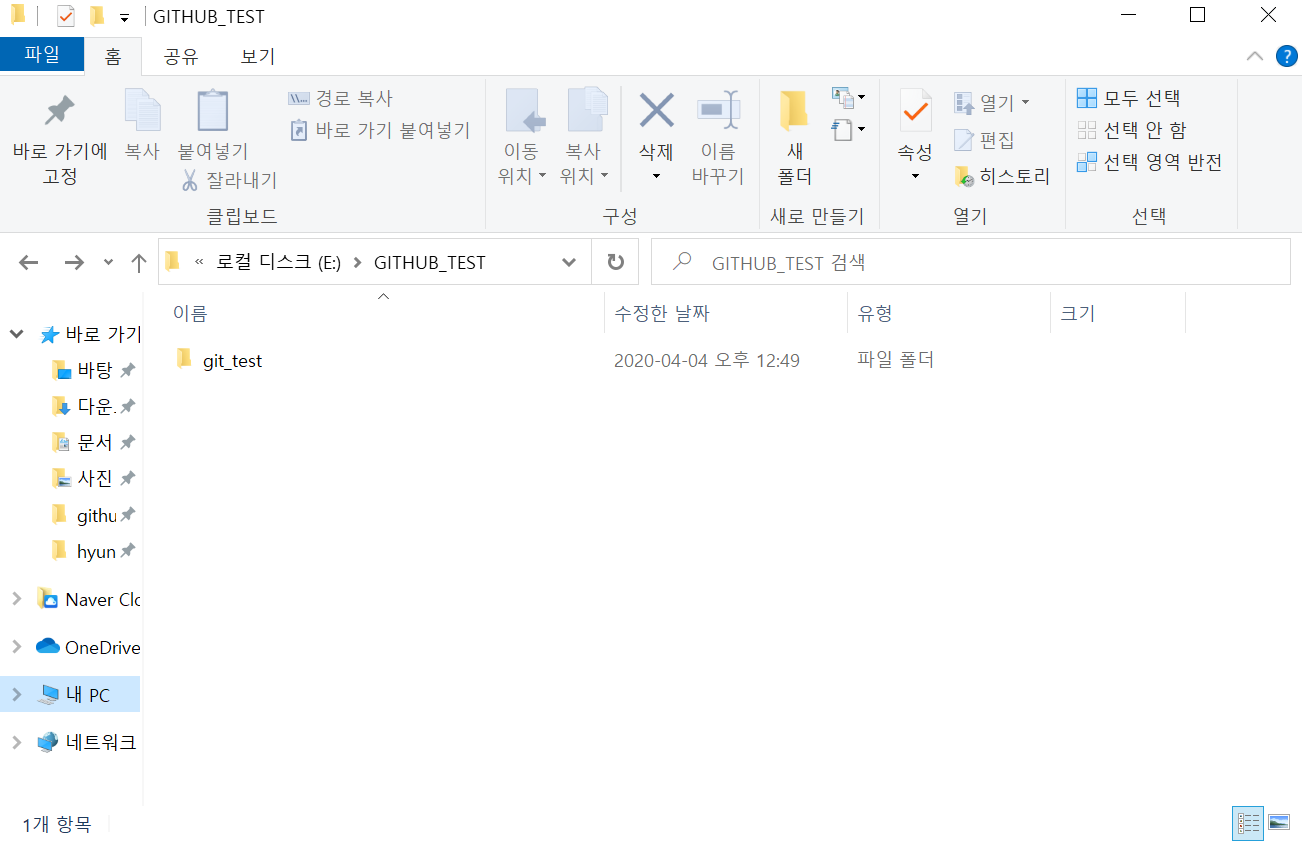 GITHUB_TEST
파일 홈 공유 보기
바로 가기에 고정
복사
붙여넣기
경로 복사
바로 가기 붙여넣기
잘라내기
클립보드
이동 위치
복사 위치
삭제
이름 바꾸기
구성
새 폴더
새로 만들기
속성
열기
편집
히스토리
열기
모두 선택
선택 안 함
선택 영역 반전
선택
« 로컬 디스크 (E:) > GITHUB_TEST
GITHUB_TEST 검색
이름 수정한 날짜 유형 크기
git_test 2020-04-04 오후 12:49 파일 폴더
바로 가기
바탕
다운.
문서
사진
githu
hyun
Naver Clo
OneDrive
내 PC
네트워크
1개 항목